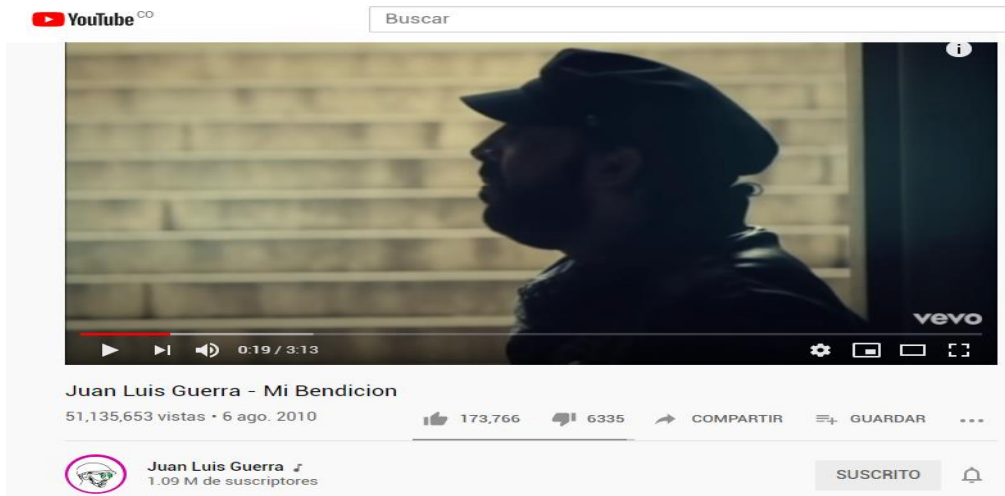 YouTube CO
Buscar
i
vevo
0:19 / 3:13
Juan Luis Guerra - Mi Bendicion
51,135,653 vistas • 6 ago. 2010
173,766 6335 COMPARTIR GUARDAR
Juan Luis Guerra
1.09 M de suscriptores
SUSCRITO